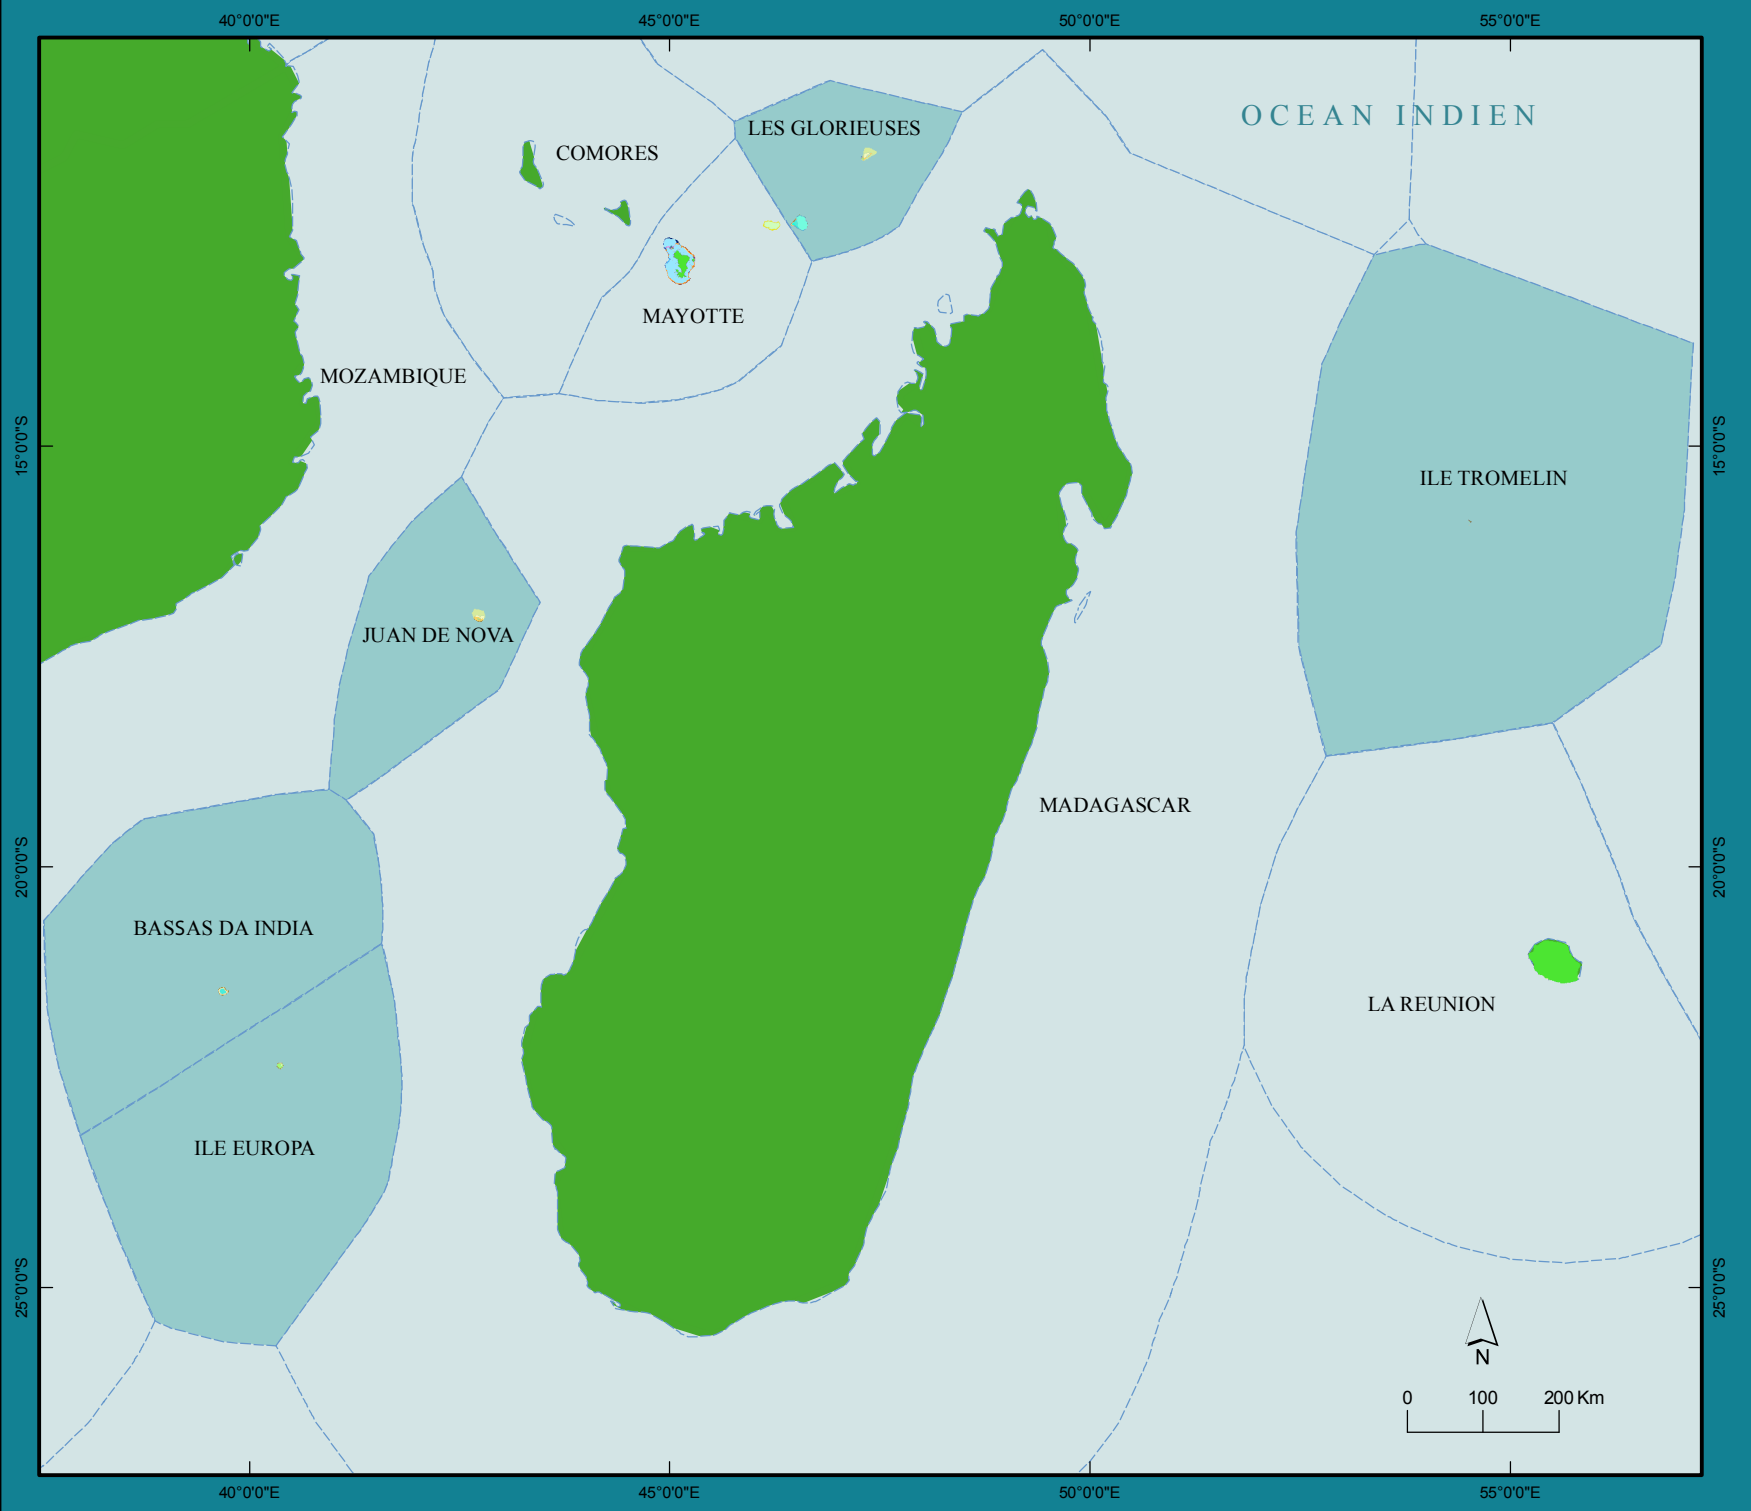 40°0'0"E 45°0'0"E 50°0'0"E 55°0'0"E
OCEAN INDIEN
LES GLORIEUSES
COMORES
MAYOTTE
MOZAMBIQUE
15°0'0"S 15°0'0"S
ILE TROMELIN
JUAN DE NOVA
MADAGASCAR
20°0'0"S 20°0'0"S
BASSAS DA INDIA
LA REUNION
ILE EUROPA
25°0'0"S 25°0'0"S
N
0 100 200 Km
40°0'0"E 45°0'0"E 50°0'0"E 55°0'0"E